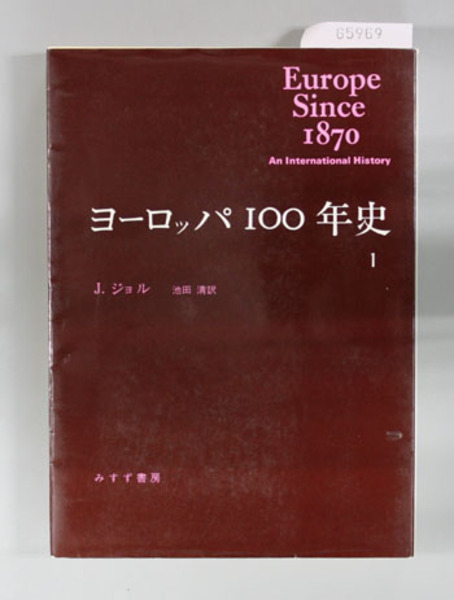 65969
Europe
Since
1870
An International History
ヨーロッパ 100 年史
1
J. ジョル 池田 清訳
みすず書房